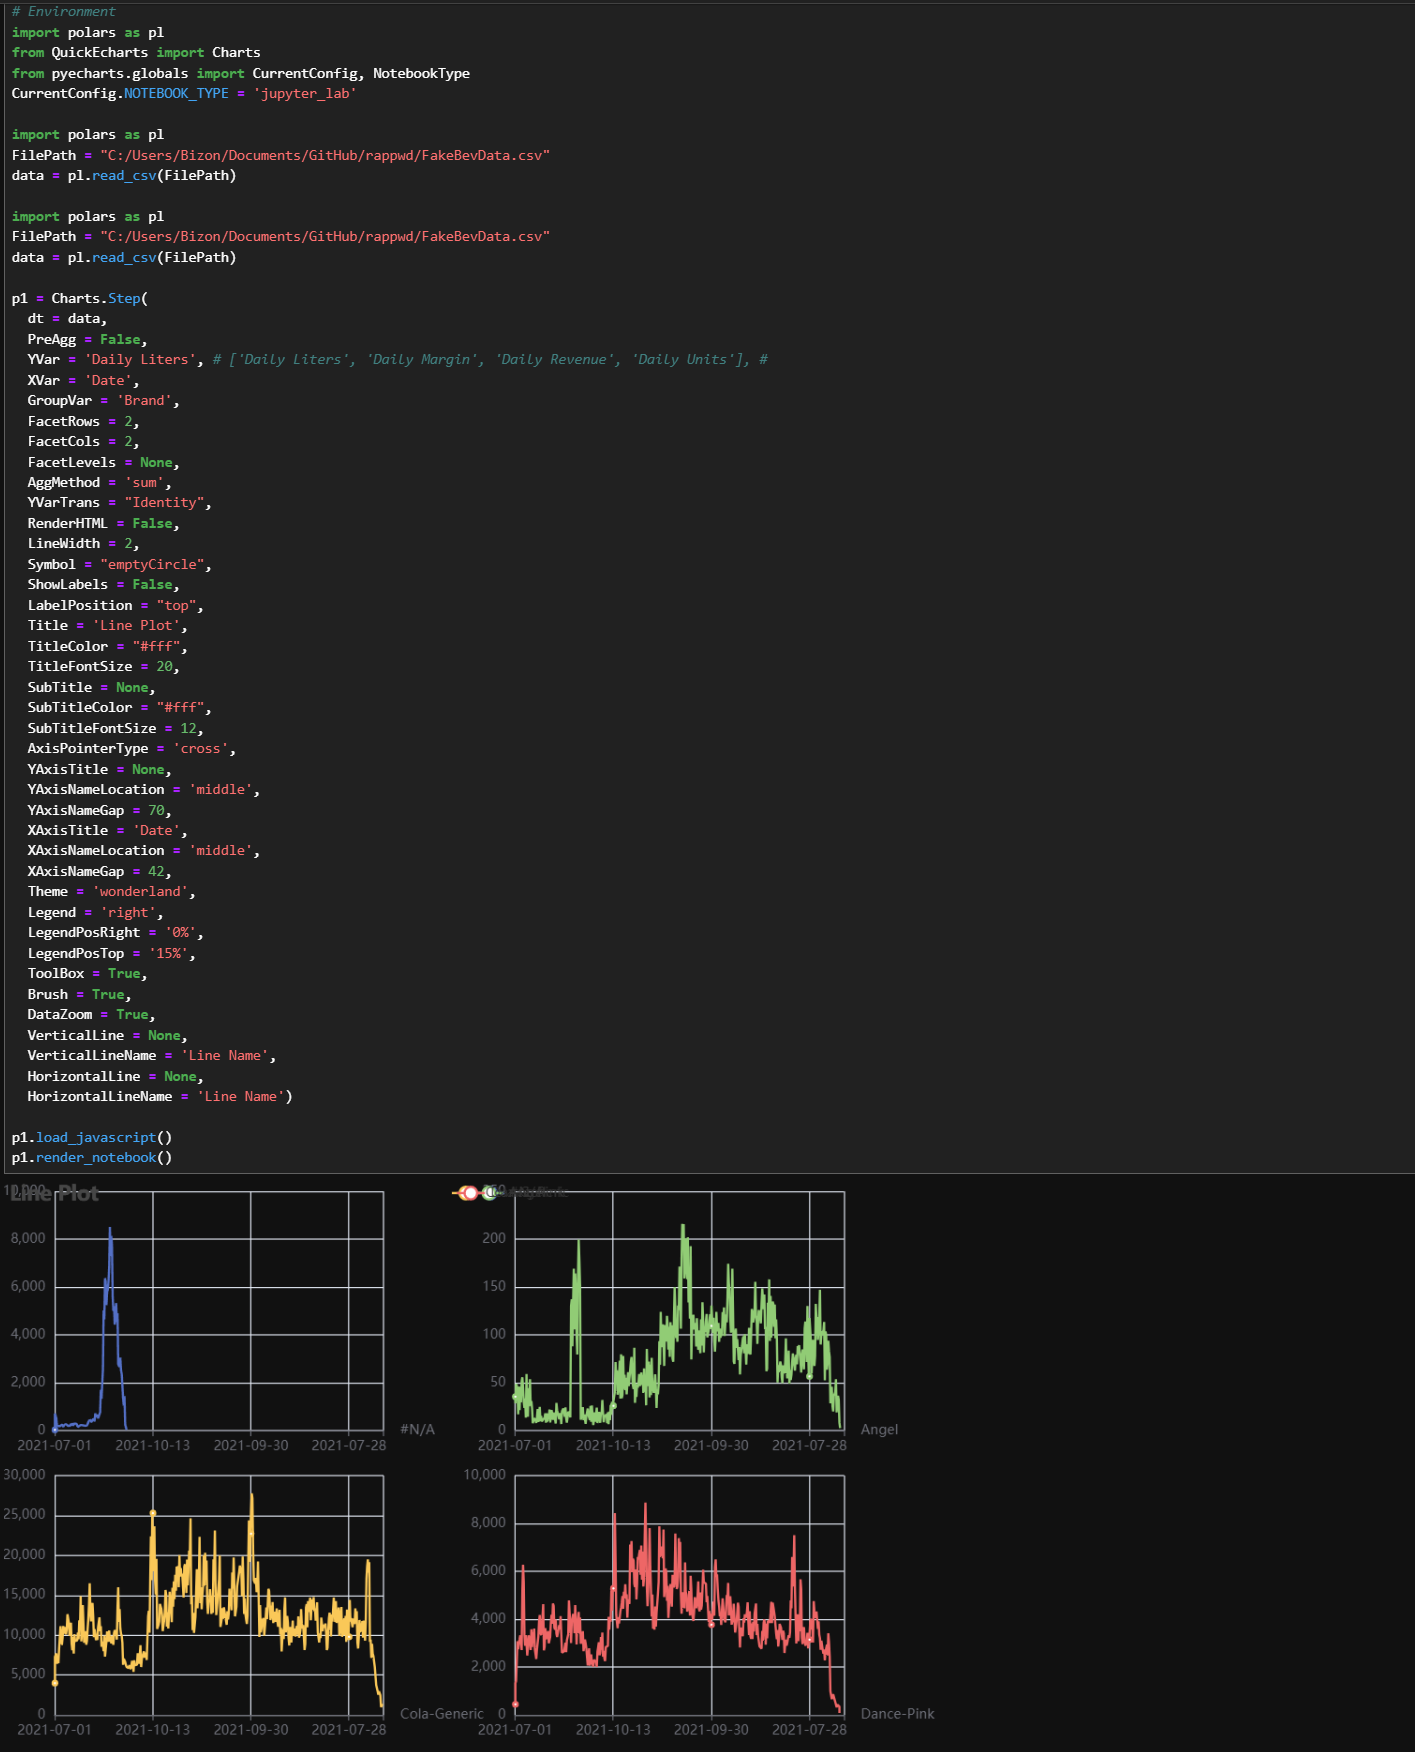 # Environment
import polars as pl
from QuickEcharts import Charts
from pyecharts.globals import CurrentConfig, NotebookType
CurrentConfig.NOTEBOOK_TYPE = 'jupyter_lab'
import polars as pl
FilePath = "C:/Users/Bizon/Documents/GitHub/rappwd/FakeBevData.csv"
data = pl.read_csv(FilePath)
import polars as pl
FilePath = "C:/Users/Bizon/Documents/GitHub/rappwd/FakeBevData.csv"
data = pl.read_csv(FilePath)
p1 = Charts.Step(
dt = data,
PreAgg = False,
YVar = 'Daily Liters', # ['Daily Liters', 'Daily Margin', 'Daily Revenue', 'Daily Units'], #
XVar = 'Date',
GroupVar = 'Brand',
FacetRows = 2,
FacetCols = 2,
FacetLevels = None,
AggMethod = 'sum',
YVarTrans = "Identity",
RenderHTML = False,
LineWidth = 2,
Symbol = "emptyCircle",
ShowLabels = False,
LabelPosition = "top",
Title = 'Line Plot',
TitleColor = "#fff",
TitleFontSize = 20,
SubTitle = None,
SubTitleColor = "#fff",
SubTitleFontSize = 12,
AxisPointerType = 'cross',
YAxisTitle = None,
YAxisNameLocation = 'middle',
YAxisNameGap = 70,
XAxisTitle = 'Date',
XAxisNameLocation = 'middle',
XAxisNameGap = 42,
Theme = 'wonderland',
Legend = 'right',
LegendPosRight = '0%',
LegendPosTop = '15%',
ToolBox = True,
Brush = True,
DataZoom = True,
VerticalLine = None,
VerticalLineName = 'Line Name',
HorizontalLine = None,
HorizontalLineName = 'Line Name')
p1.load_javascript()
p1.render_notebook()
Line Plot
10,000
8,000
6,000
4,000
2,000
0
2021-07-01 2021-10-13 2021-09-30 2021-07-28
#N/A
250
200
150
100
50
0
2021-07-01 2021-10-13 2021-09-30 2021-07-28
Angel
30,000
25,000
20,000
15,000
10,000
5,000
0
2021-07-01 2021-10-13 2021-09-30 2021-07-28
Cola-Generic
10,000
8,000
6,000
4,000
2,000
0
2021-07-01 2021-10-13 2021-09-30 2021-07-28
Dance-Pink